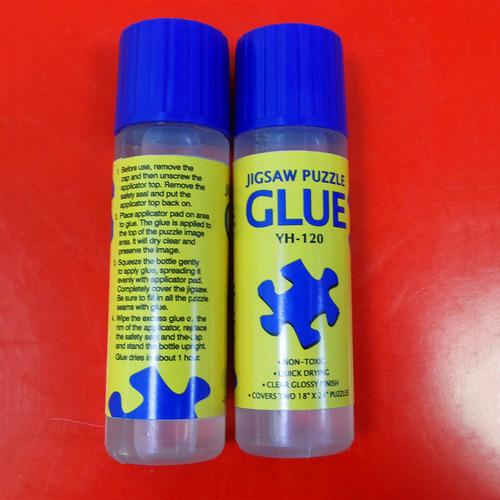 1. Before use, remove the
cap and then unscrew the
applicator top. Remove the
safety seal and put the
applicator top back on.
2. Place applicator pad on area
to glue. The glue is applied to
the top of the puzzle image
area. It will dry clear and
preserve the image.
3. Squeeze the bottle gently
to apply glue, spreading it
evenly with applicator pad.
Completely cover the jigsaw.
Be sure to fill in all the puzzle
seams with glue.
4. Wipe the excess glue off the
rim of the applicator, replace
the safety seal and the cap
and stand the bottle upright.
Glue dries in about 1 hour.
JIGSAW PUZZLE
GLUE
YH-120
• NON-TOXIC
• QUICK DRYING
• CLEAR GLOSSY FINISH
• COVERS TWO 18" X 24" PUZZLES